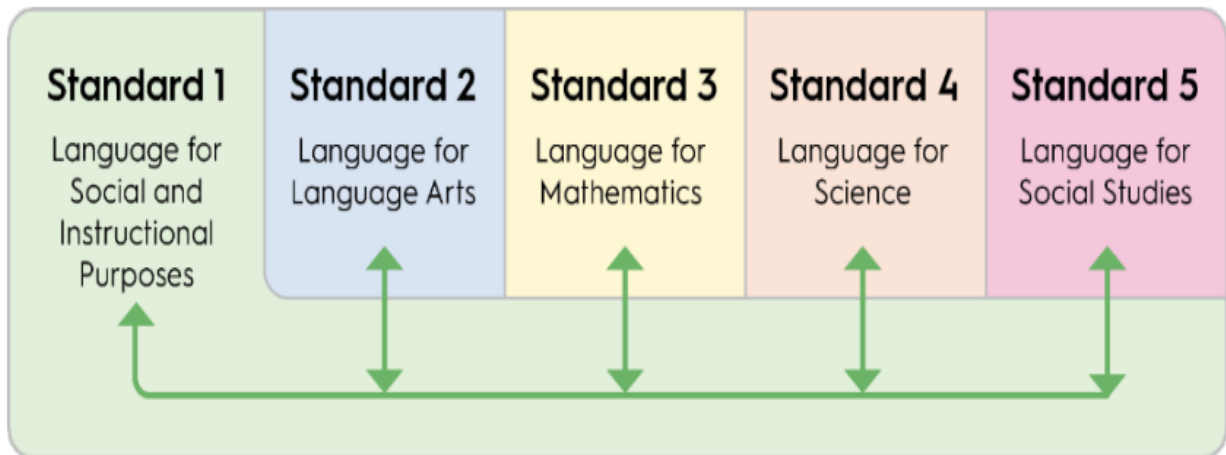 Standard 1
Language for
Social and
Instructional
Purposes
Standard 2
Language for
Language Arts
Standard 3
Language for
Mathematics
Standard 4
Language for
Science
Standard 5
Language for
Social Studies